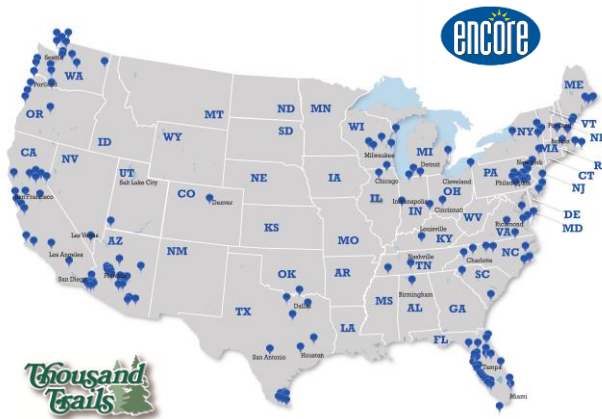 encore
ME
WA
Seattle
Portland
MT
ND
MN
VT
OR
SD
WI
NY
MA
ID
WY
MI
Milwaukee
Detroit
CA
NV
UT
NE
IA
Chicago
Cleveland
PA
CT
NJ
Salt Lake City
CO
Denver
IL
IN
OH
Indianapolis
Cincinnati
Philadelphia
San Francisco
KS
MO
WV
DE
MD
Louisville
KY
Richmond
VA
Las Vegas
AZ
NM
OK
AR
Nashville
TN
Charlotte
NC
Los Angeles
San Diego
Phoenix
Dallas
MS
AL
Birmingham
GA
SC
TX
LA
San Antonio
Houston
FL
Tampa
Miami
Thousand
Trails